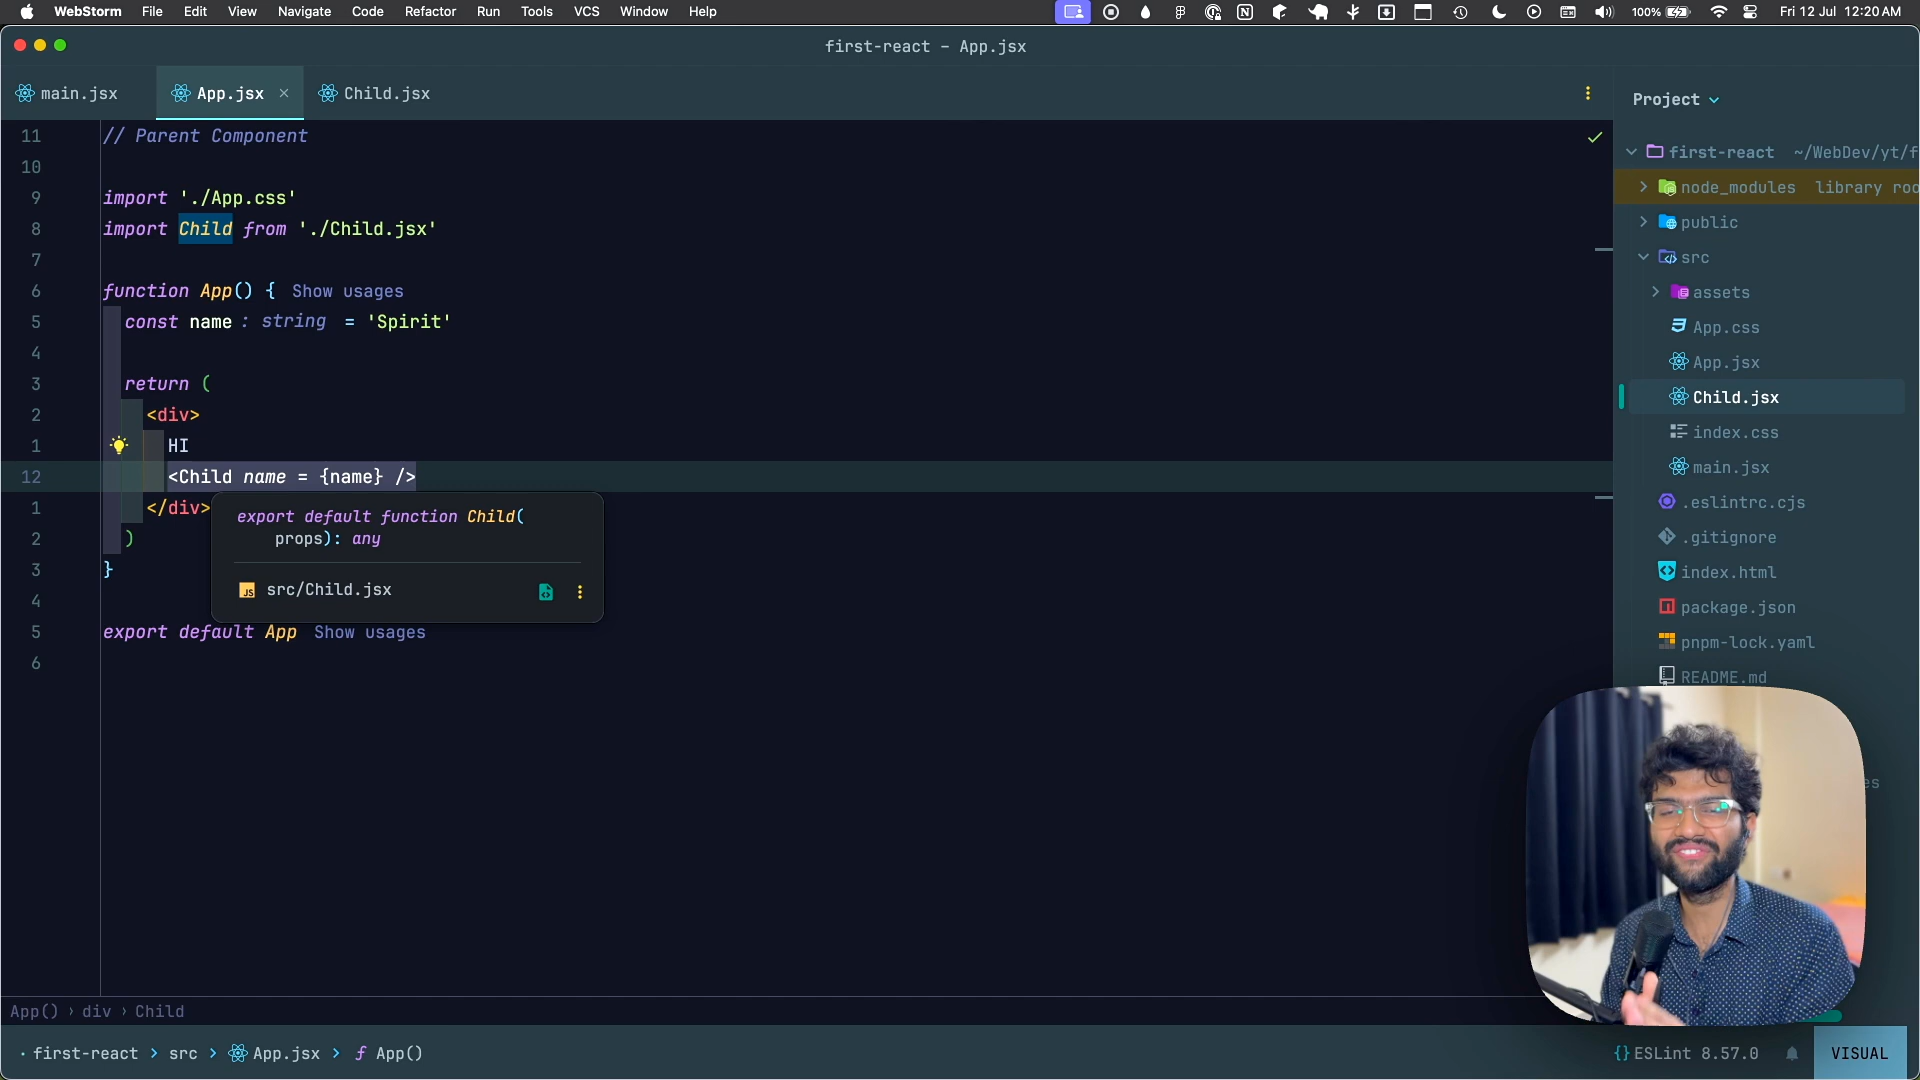 WebStorm File Edit View Navigate Code Refactor Run Tools VCS Window Help 100% Fri 12 Jul 12:20 AM
first-react – App.jsx
main.jsx App.jsx Child.jsx
11 // Parent Component
10
9 import './App.css'
8 import Child from './Child.jsx'
7
6 function App() { Show usages
5 const name : string = 'Spirit'
4
3 return (
2 <div>
1 HI
12 <Child name = {name} />
1 </div>
2 )
3 }
4
5 export default App Show usages
6
export default function Child(
props): any
src/Child.jsx
Project
first-react ~/WebDev/yt/f
node_modules library roo
public
src
assets
App.css
App.jsx
Child.jsx
index.css
main.jsx
.eslintrc.cjs
.gitignore
index.html
package.json
pnpm-lock.yaml
README.md
es
App() › div › Child
first-react > src > App.jsx > f App()
{} ESLint 8.57.0 VISUAL